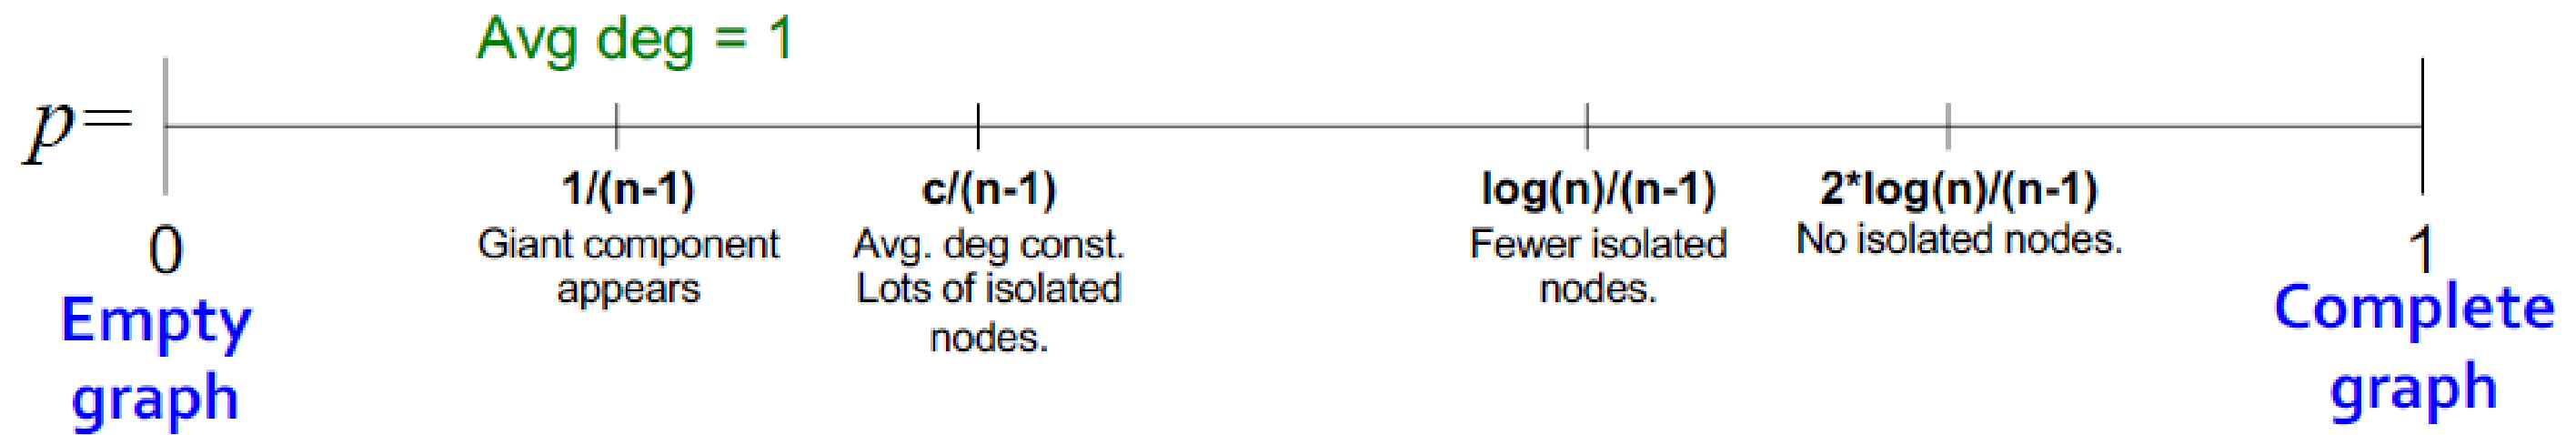 Avg deg = 1
p=
1/(n-1)
Giant component
appears
c/(n-1)
Avg. deg const.
Lots of isolated
nodes.
log(n)/(n-1)
Fewer isolated
nodes.
2*log(n)/(n-1)
No isolated nodes.
0
Empty
graph
1
Complete
graph